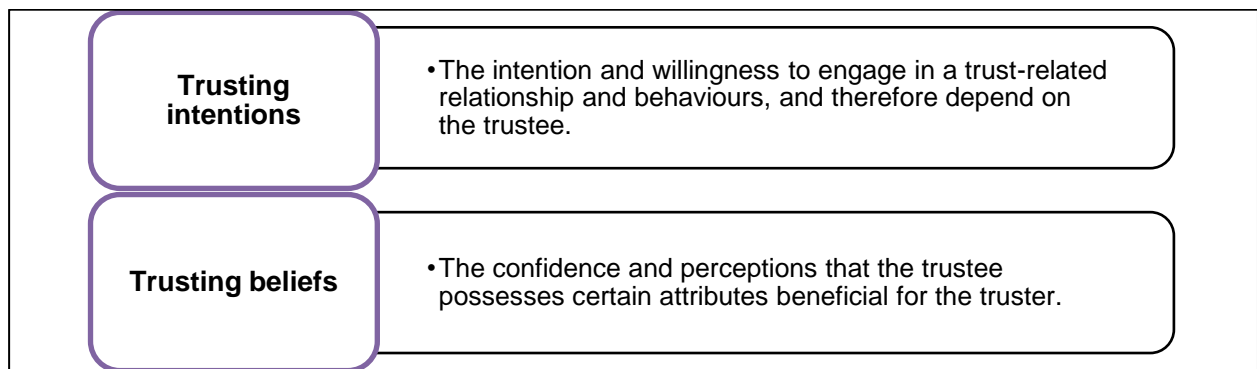 Trusting
intentions
•The intention and willingness to engage in a trust-related
relationship and behaviours, and therefore depend on
the trustee.
Trusting beliefs
•The confidence and perceptions that the trustee
possesses certain attributes beneficial for the truster.